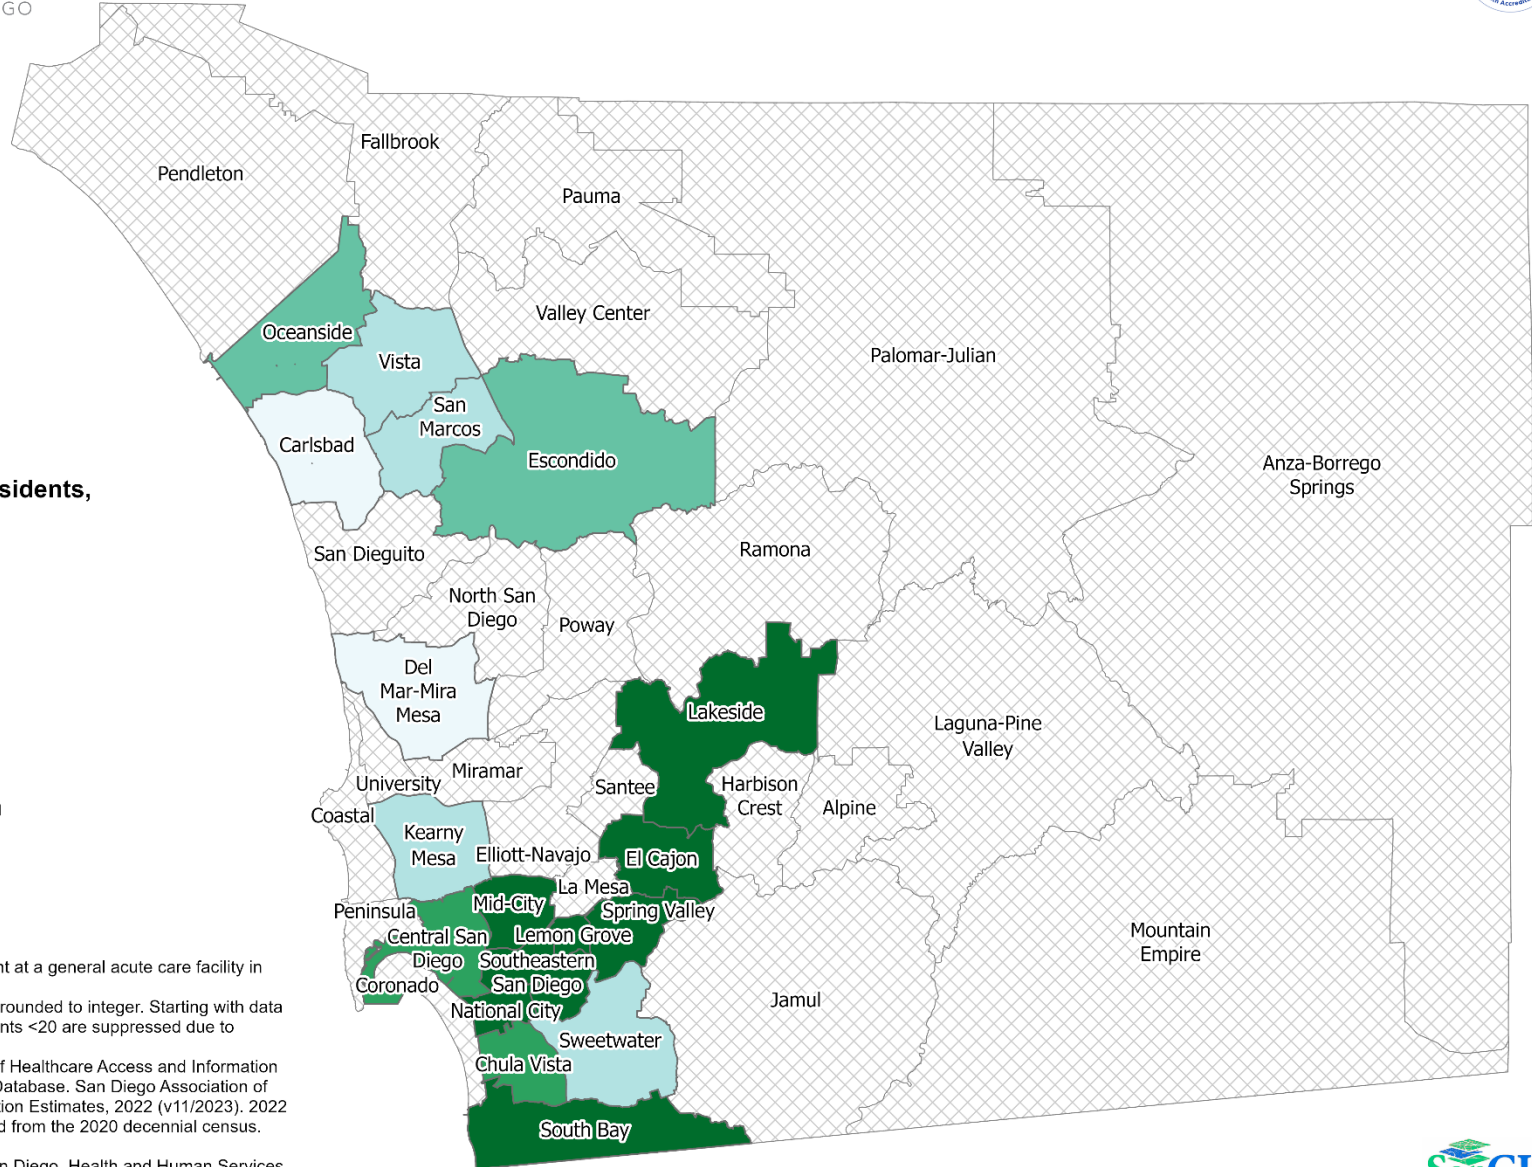 GO
Fallbrook
Pendleton
Pauma
Valley Center
Oceanside
Vista
Palomar-Julian
San
Marcos
Carlsbad
Escondido
Anza-Borrego
Springs
sidents,
San Dieguito
Ramona
North San
Diego
Poway
Del
Mar-Mira
Mesa
Lakeside
Laguna-Pine
Valley
Miramar
University
Santee
Harbison
Crest
Alpine
Coastal
Kearny
Mesa
Elliott-Navajo
El Cajon
La Mesa
Mid-City
Peninsula
Spring Valley
Central San
Diego
Lemon Grove
Southeastern
San Diego
Mountain
Empire
Coronado
Jamul
National City
Sweetwater
Chula Vista
South Bay
nt at a general acute care facility in
rounded to integer. Starting with data
nts <20 are suppressed due to
f Healthcare Access and Information
Database. San Diego Association of
tion Estimates, 2022 (v11/2023). 2022
d from the 2020 decennial census.
n Diego, Health and Human Services